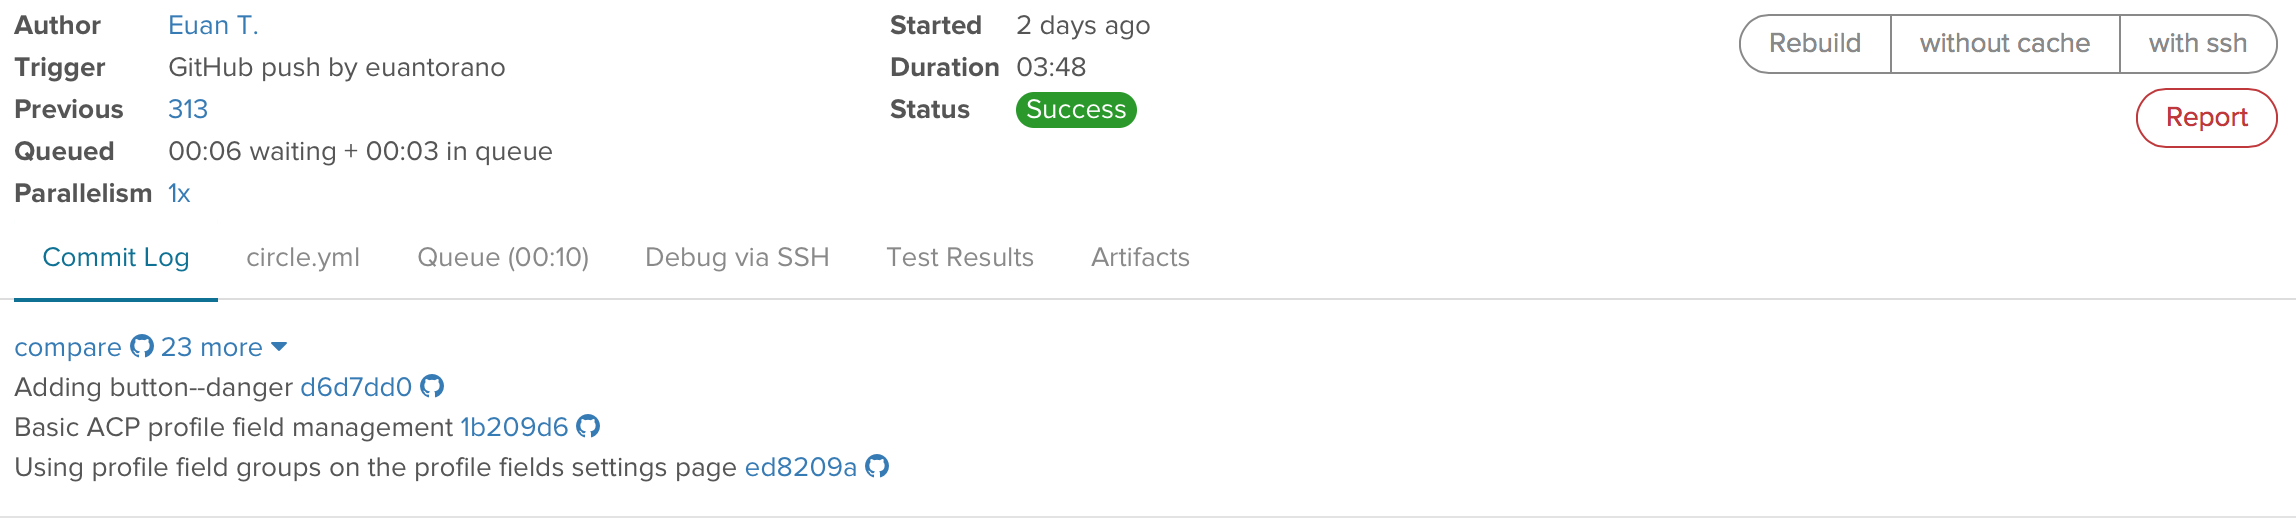 Author Euan T.
Trigger GitHub push by euantorano
Previous 313
Queued 00:06 waiting + 00:03 in queue
Parallelism 1x
Started 2 days ago
Duration 03:48
Status Success
Rebuild without cache with ssh
Report
Commit Log circle.yml Queue (00:10) Debug via SSH Test Results Artifacts
compare 23 more
Adding button--danger d6d7dd0
Basic ACP profile field management 1b209d6
Using profile field groups on the profile fields settings page ed8209a